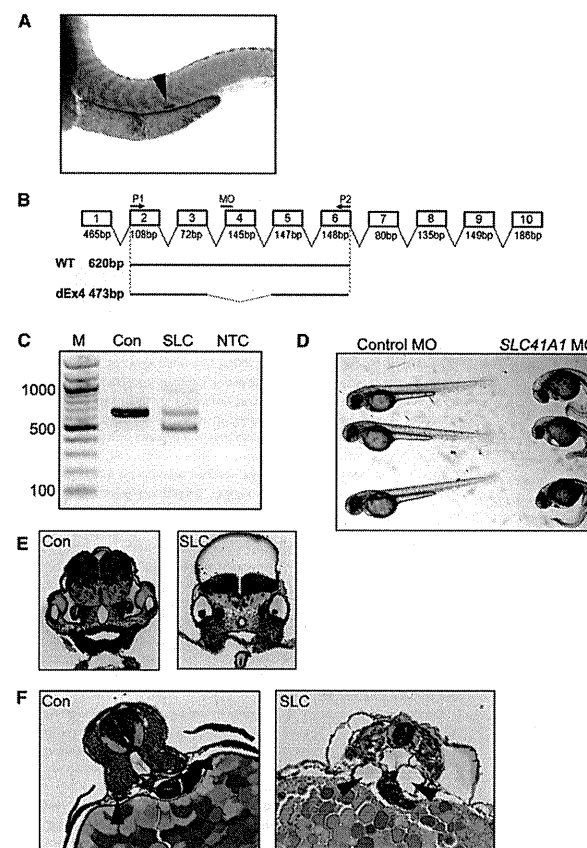 A
B
P1 MO P2
1 2 3 4 5 6 7 8 9 10
465bp 108bp 72bp 145bp 147bp 148bp 80bp 135bp 149bp 186bp
WT 620bp
dEx4 473bp
C
M Con SLC NTC
1000
500
100
D
Control MO SLC41A1 MO
E
Con
SLC
F
Con
SLC